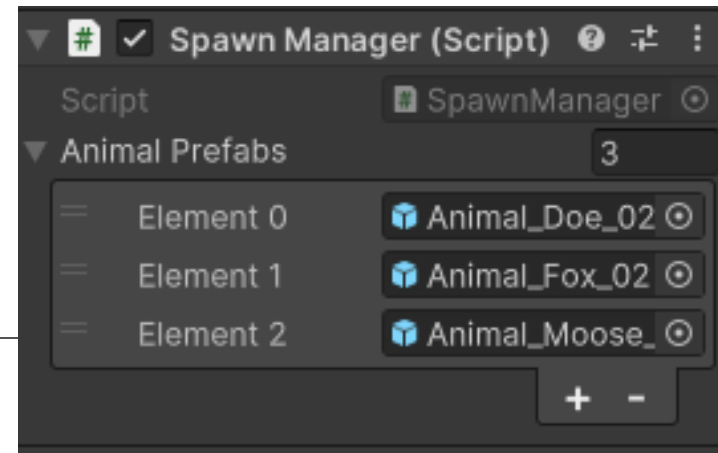 # Spawn Manager (Script)
Script # SpawnManager
Animal Prefabs 3
Element 0 Animal_Doe_02
Element 1 Animal_Fox_02
Element 2 Animal_Moose_
+ -